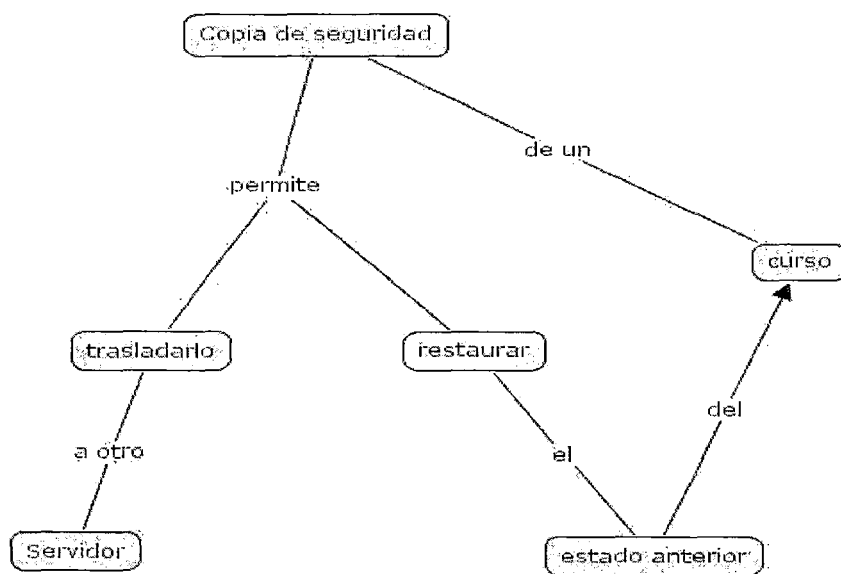 Copia de seguridad
de un
permite
curso
trasladarlo
restaurar
del
a otro
el
Servidor
estado anterior